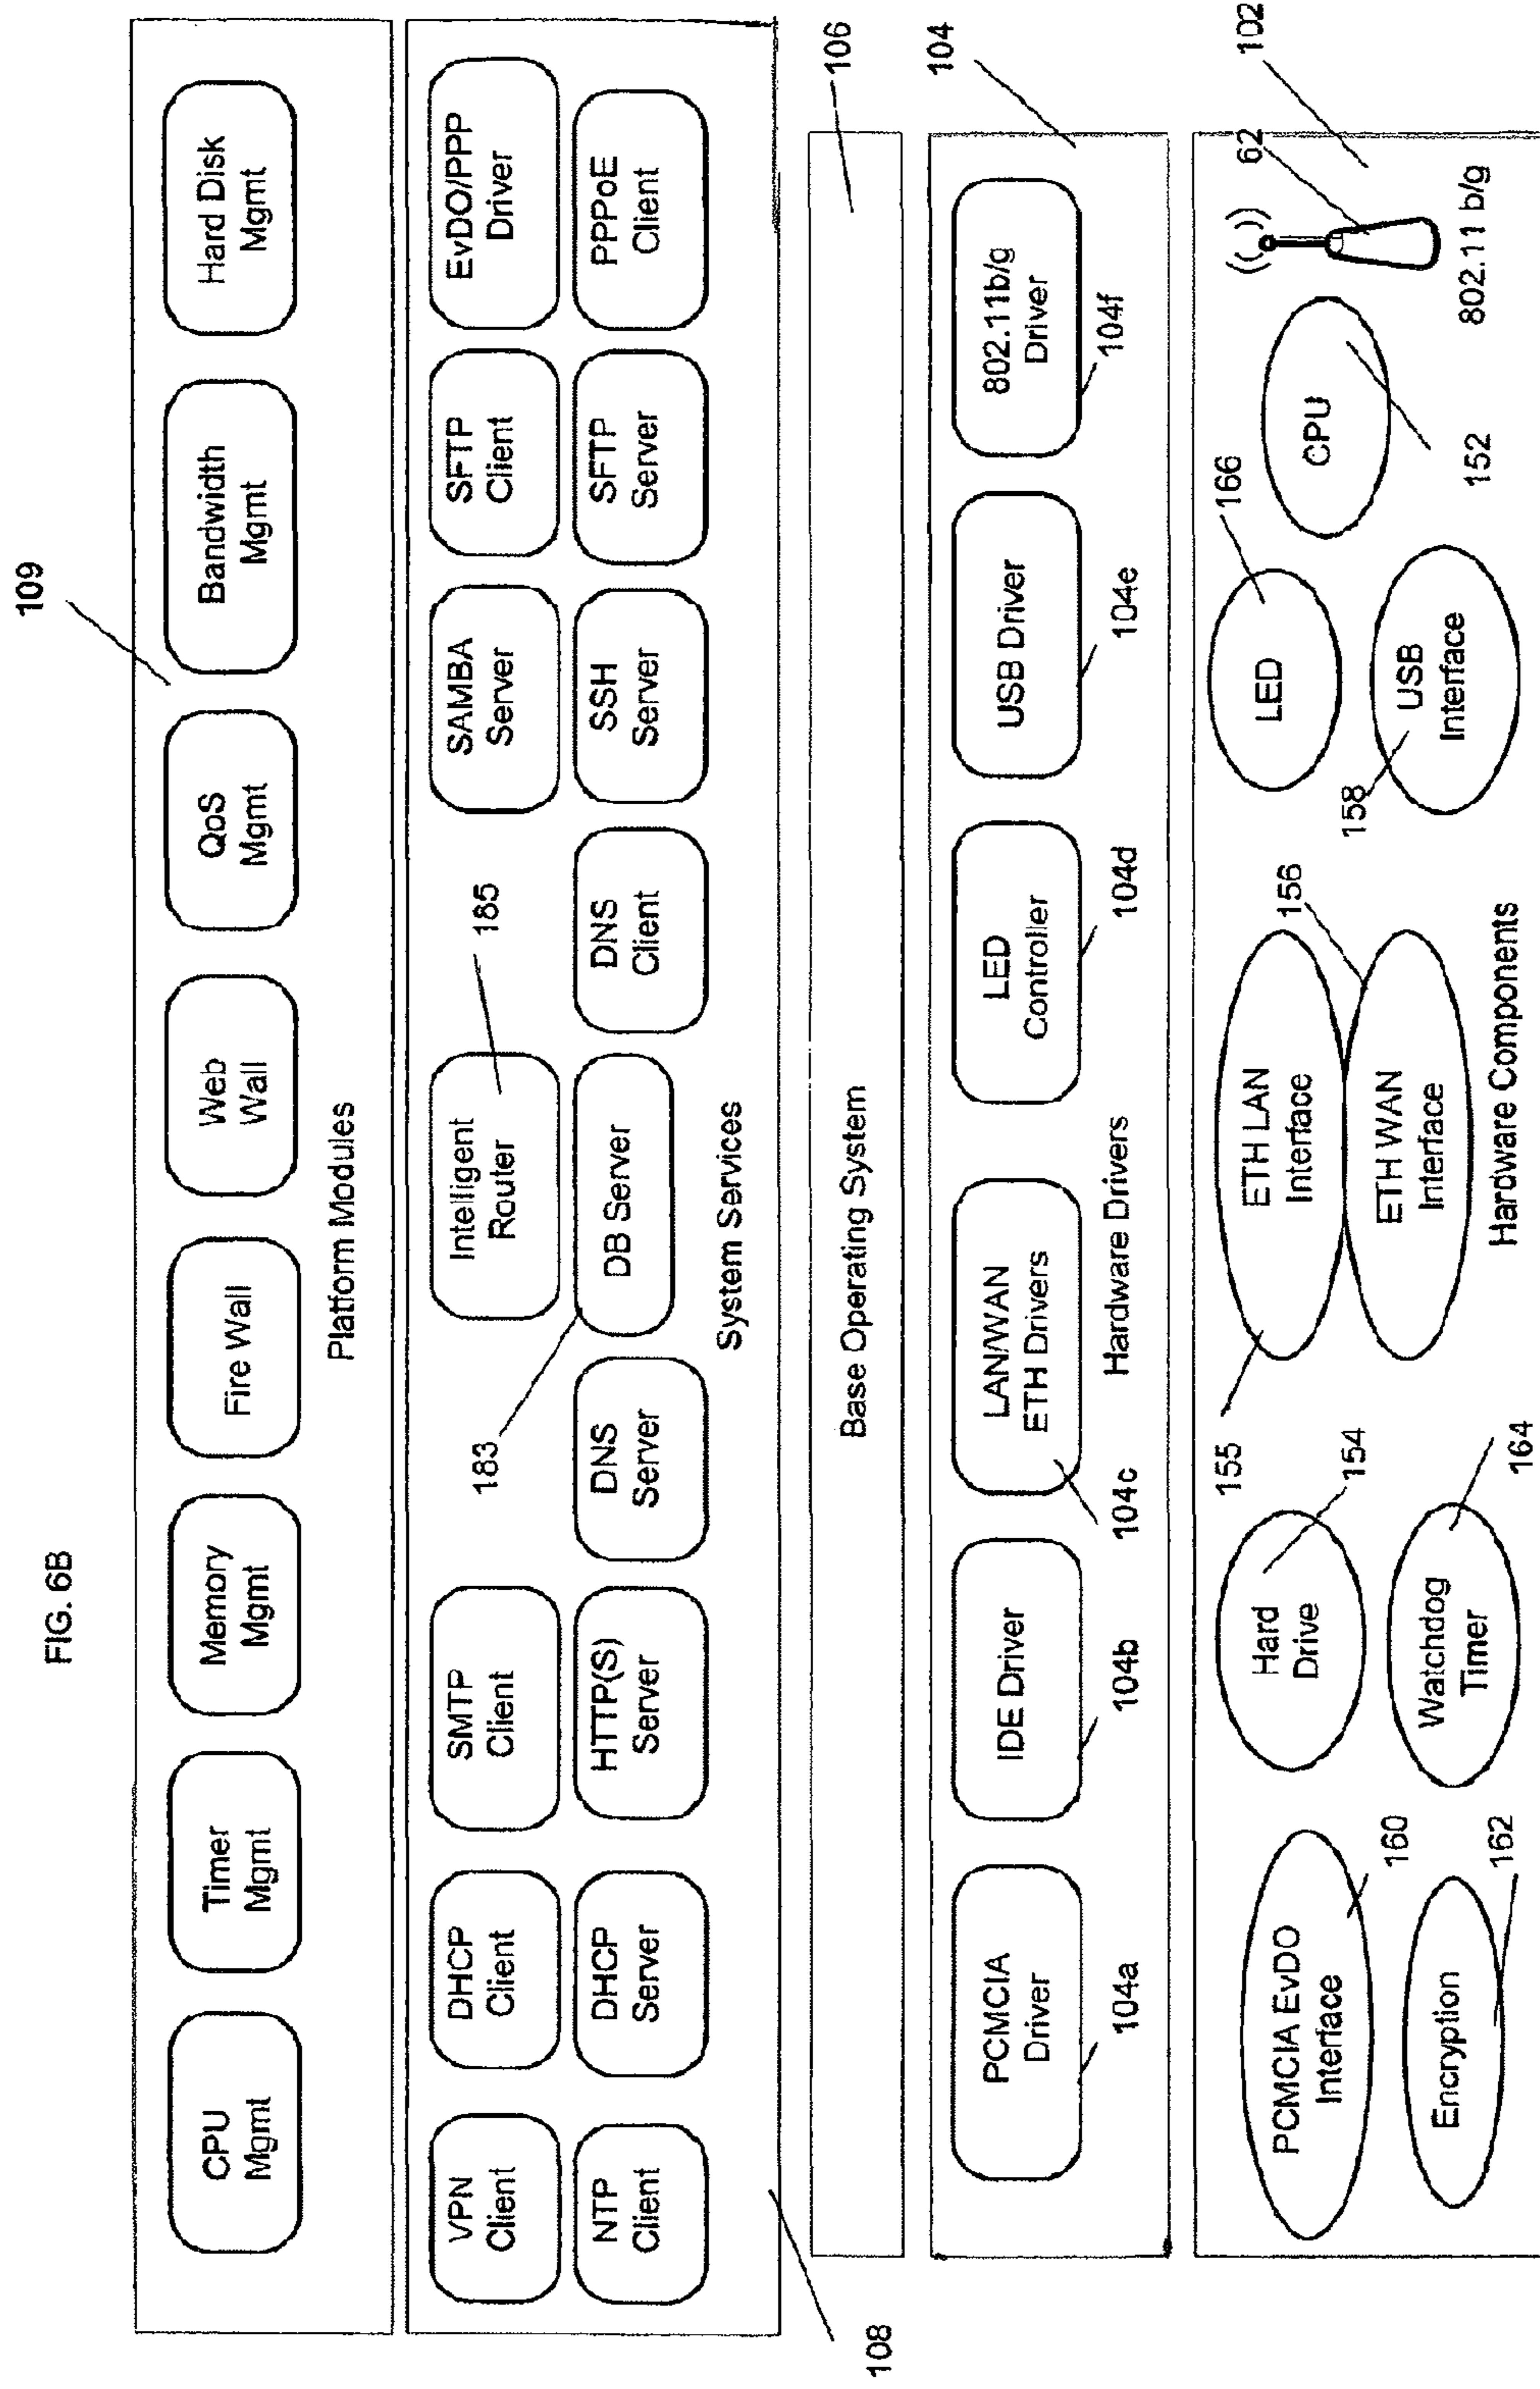 FIG. 6B
109
CPU
Mgmt
Timer
Mgmt
Memory
Mgmt
Fire Wall
Web
Wall
QoS
Mgmt
Bandwidth
Mgmt
Hard Disk
Mgmt
Platform Modules
VPN
Client
DHCP
Client
SMTP
Client
Intelligent
Router
185
SAMBA
Server
SFTP
Client
EvDO/PPP
Driver
183
NTP
Client
DHCP
Server
HTTP(S)
Server
DNS
Server
DB Server
DNS
Client
SSH
Server
SFTP
Server
PPPoE
Client
System Services
108
106
Base Operating System
104
PCMCIA
Driver
IDE Driver
LAN/WAN
ETH Drivers
LED
Controller
USB Driver
802.11b/g
Driver
104a
104b
104c
104d
104e
104f
Hardware Drivers
102
PCMCIA EvDO
Interface
160
Hard
Drive
154
155
ETH LAN
Interface
156
LED
166
CPU
152
62
802.11 b/g
Encryption
162
Watchdog
Timer
164
ETH WAN
Interface
158
USB
Interface
Hardware Components